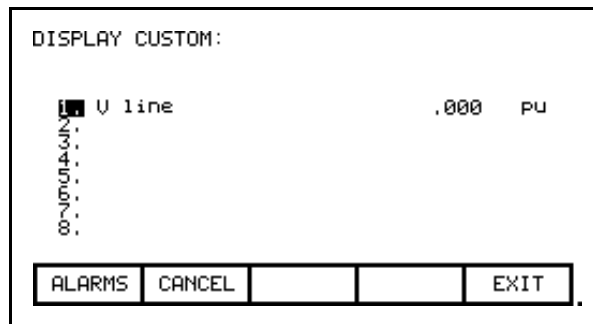 DISPLAY CUSTOM:
1. V line .000 pu
2.
3.
4.
5.
6.
7.
8.
ALARMS CANCEL EXIT